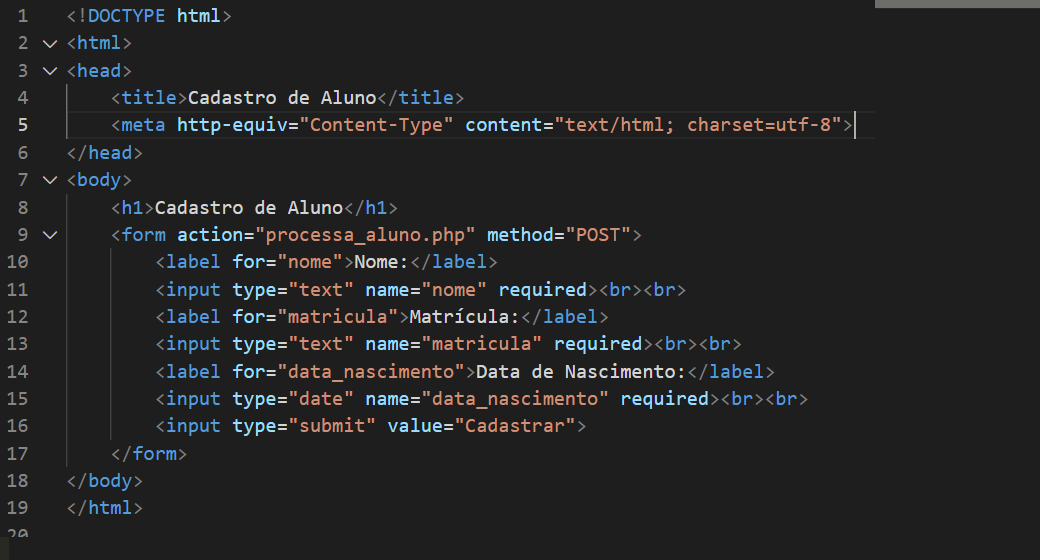 1 <!DOCTYPE html>
2 <html>
3 <head>
4 <title>Cadastro de Aluno</title>
5 <meta http-equiv="Content-Type" content="text/html; charset=utf-8">
6 </head>
7 <body>
8 <h1>Cadastro de Aluno</h1>
9 <form action="processa_aluno.php" method="POST">
10 <label for="nome">Nome:</label>
11 <input type="text" name="nome" required><br><br>
12 <label for="matricula">Matrícula:</label>
13 <input type="text" name="matricula" required><br><br>
14 <label for="data_nascimento">Data de Nascimento:</label>
15 <input type="date" name="data_nascimento" required><br><br>
16 <input type="submit" value="Cadastrar">
17 </form>
18 </body>
19 </html>
20